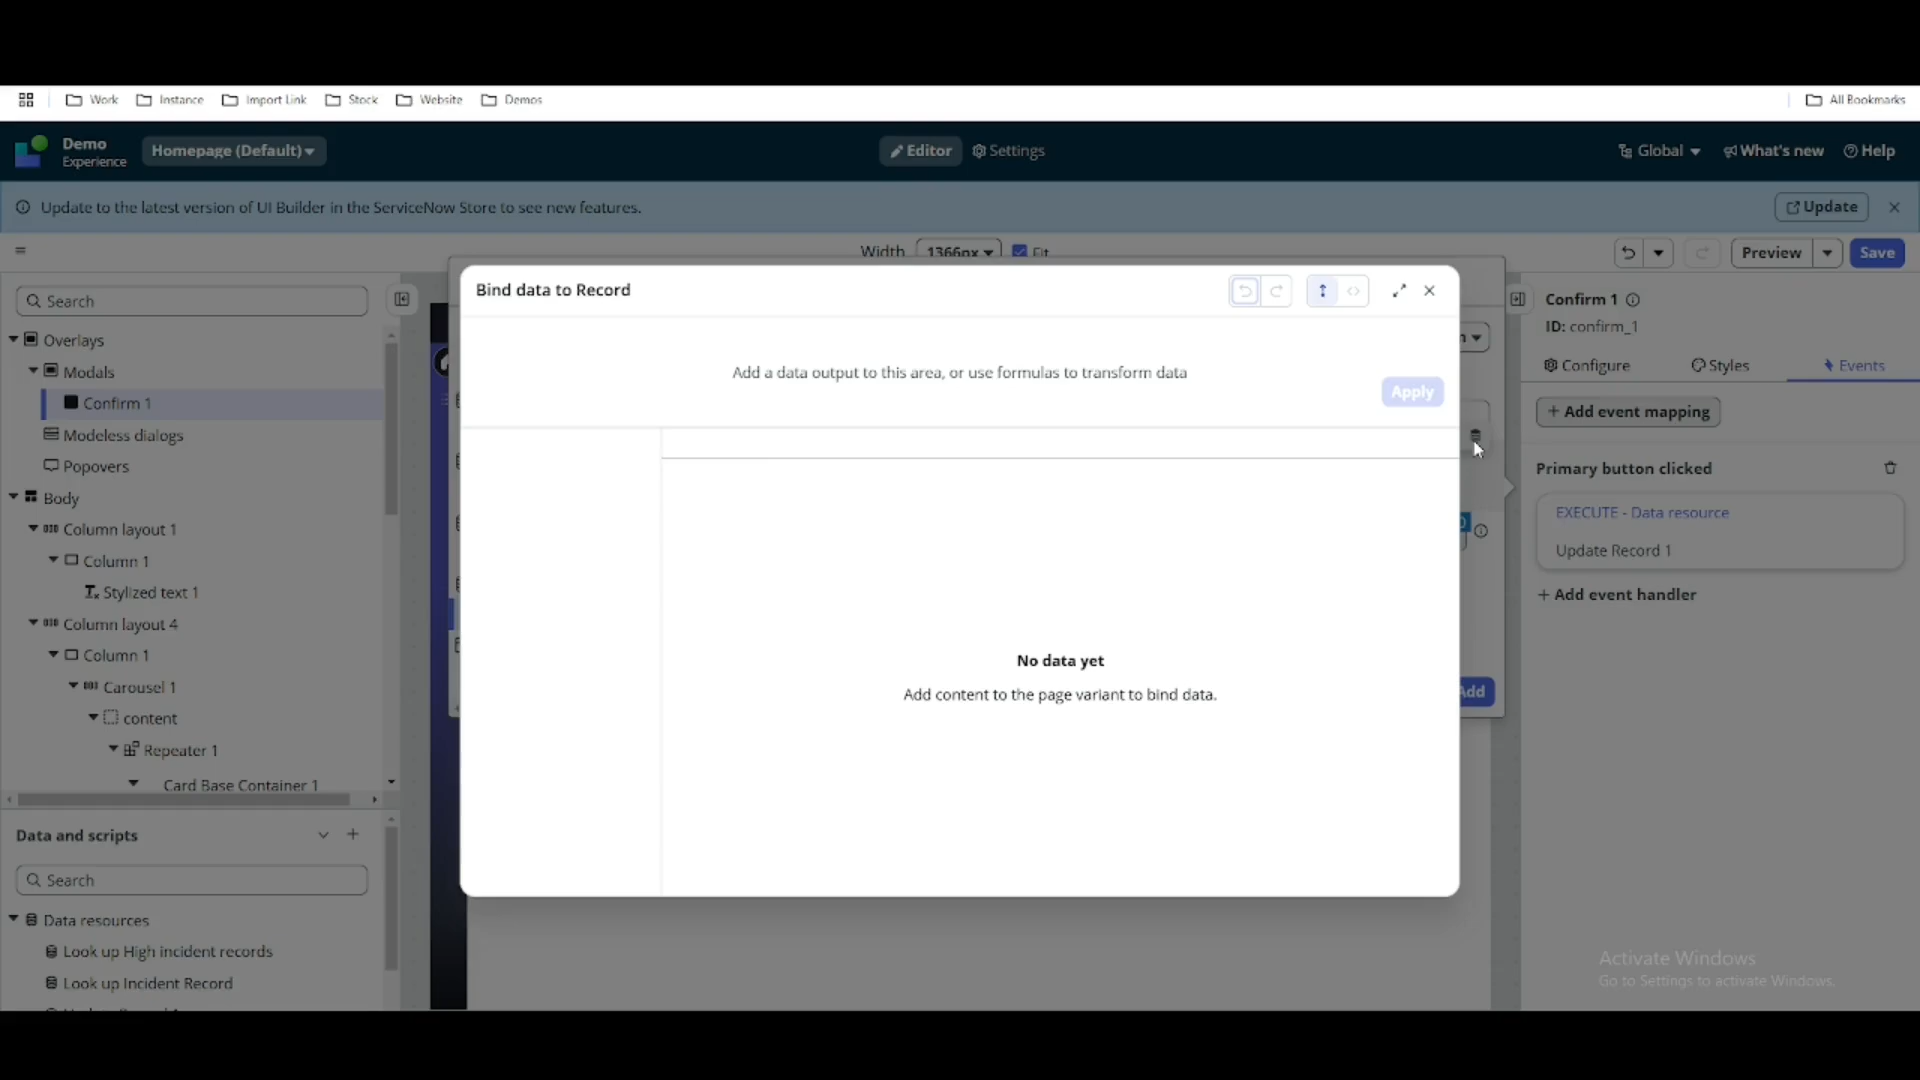 Work Instance Import Link Stock Website Demos All Bookmarks
Demo
Experience
Homepage (Default) Editor Settings Global What's new Help
Update to the latest version of UI Builder in the ServiceNow Store to see new features. Update
Width 1366px Fit Preview Save
Search
Overlays
Modals
Confirm 1
Modeless dialogs
Popovers
Body
Column layout 1
Column 1
Stylized text 1
Column layout 4
Column 1
Carousel 1
content
Repeater 1
Card Base Container 1
Data and scripts
Search
Data resources
Look up High incident records
Look up Incident Record
Bind data to Record
Add a data output to this area, or use formulas to transform data
Apply
No data yet
Add content to the page variant to bind data.
Add
Confirm 1
ID: confirm_1
Configure Styles Events
+ Add event mapping
Primary button clicked
EXECUTE - Data resource
Update Record 1
+ Add event handler
Activate Windows
Go to Settings to activate Windows.